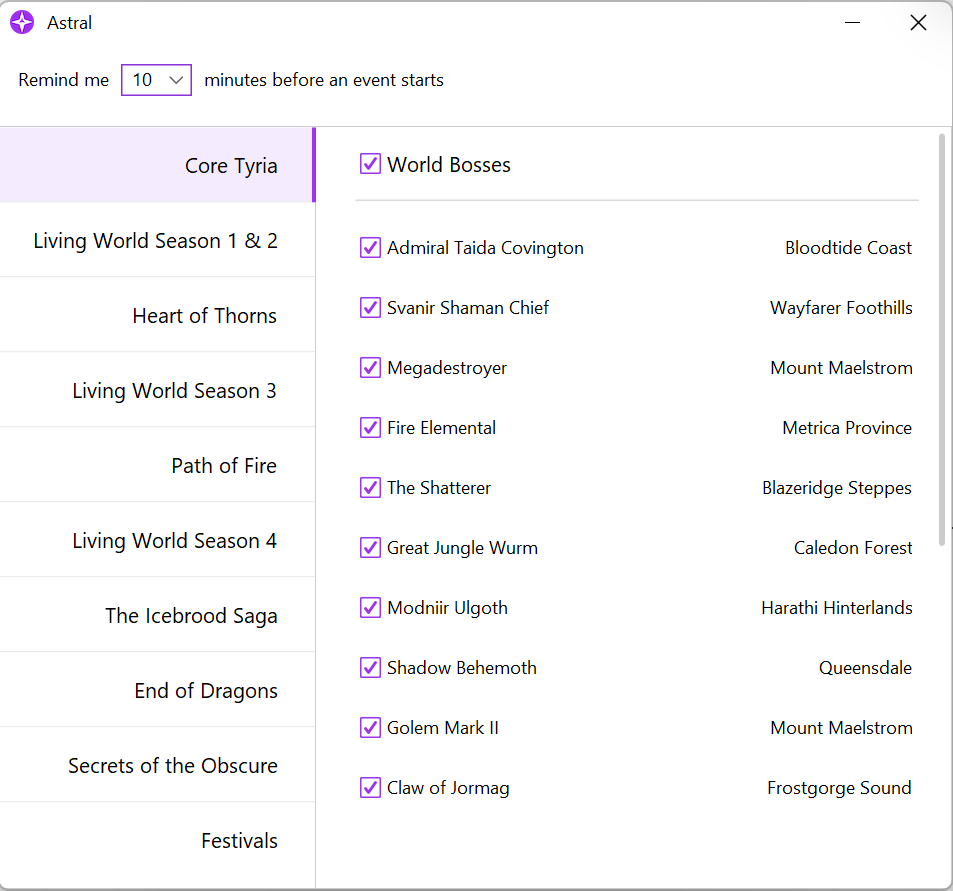 Astral
Remind me 10 minutes before an event starts
Core Tyria
Living World Season 1 & 2
Heart of Thorns
Living World Season 3
Path of Fire
Living World Season 4
The Icebrood Saga
End of Dragons
Secrets of the Obscure
Festivals
World Bosses
Admiral Taida Covington Bloodtide Coast
Svanir Shaman Chief Wayfarer Foothills
Megadestroyer Mount Maelstrom
Fire Elemental Metrica Province
The Shatterer Blazeridge Steppes
Great Jungle Wurm Caledon Forest
Modniir Ulgoth Harathi Hinterlands
Shadow Behemoth Queensdale
Golem Mark II Mount Maelstrom
Claw of Jormag Frostgorge Sound